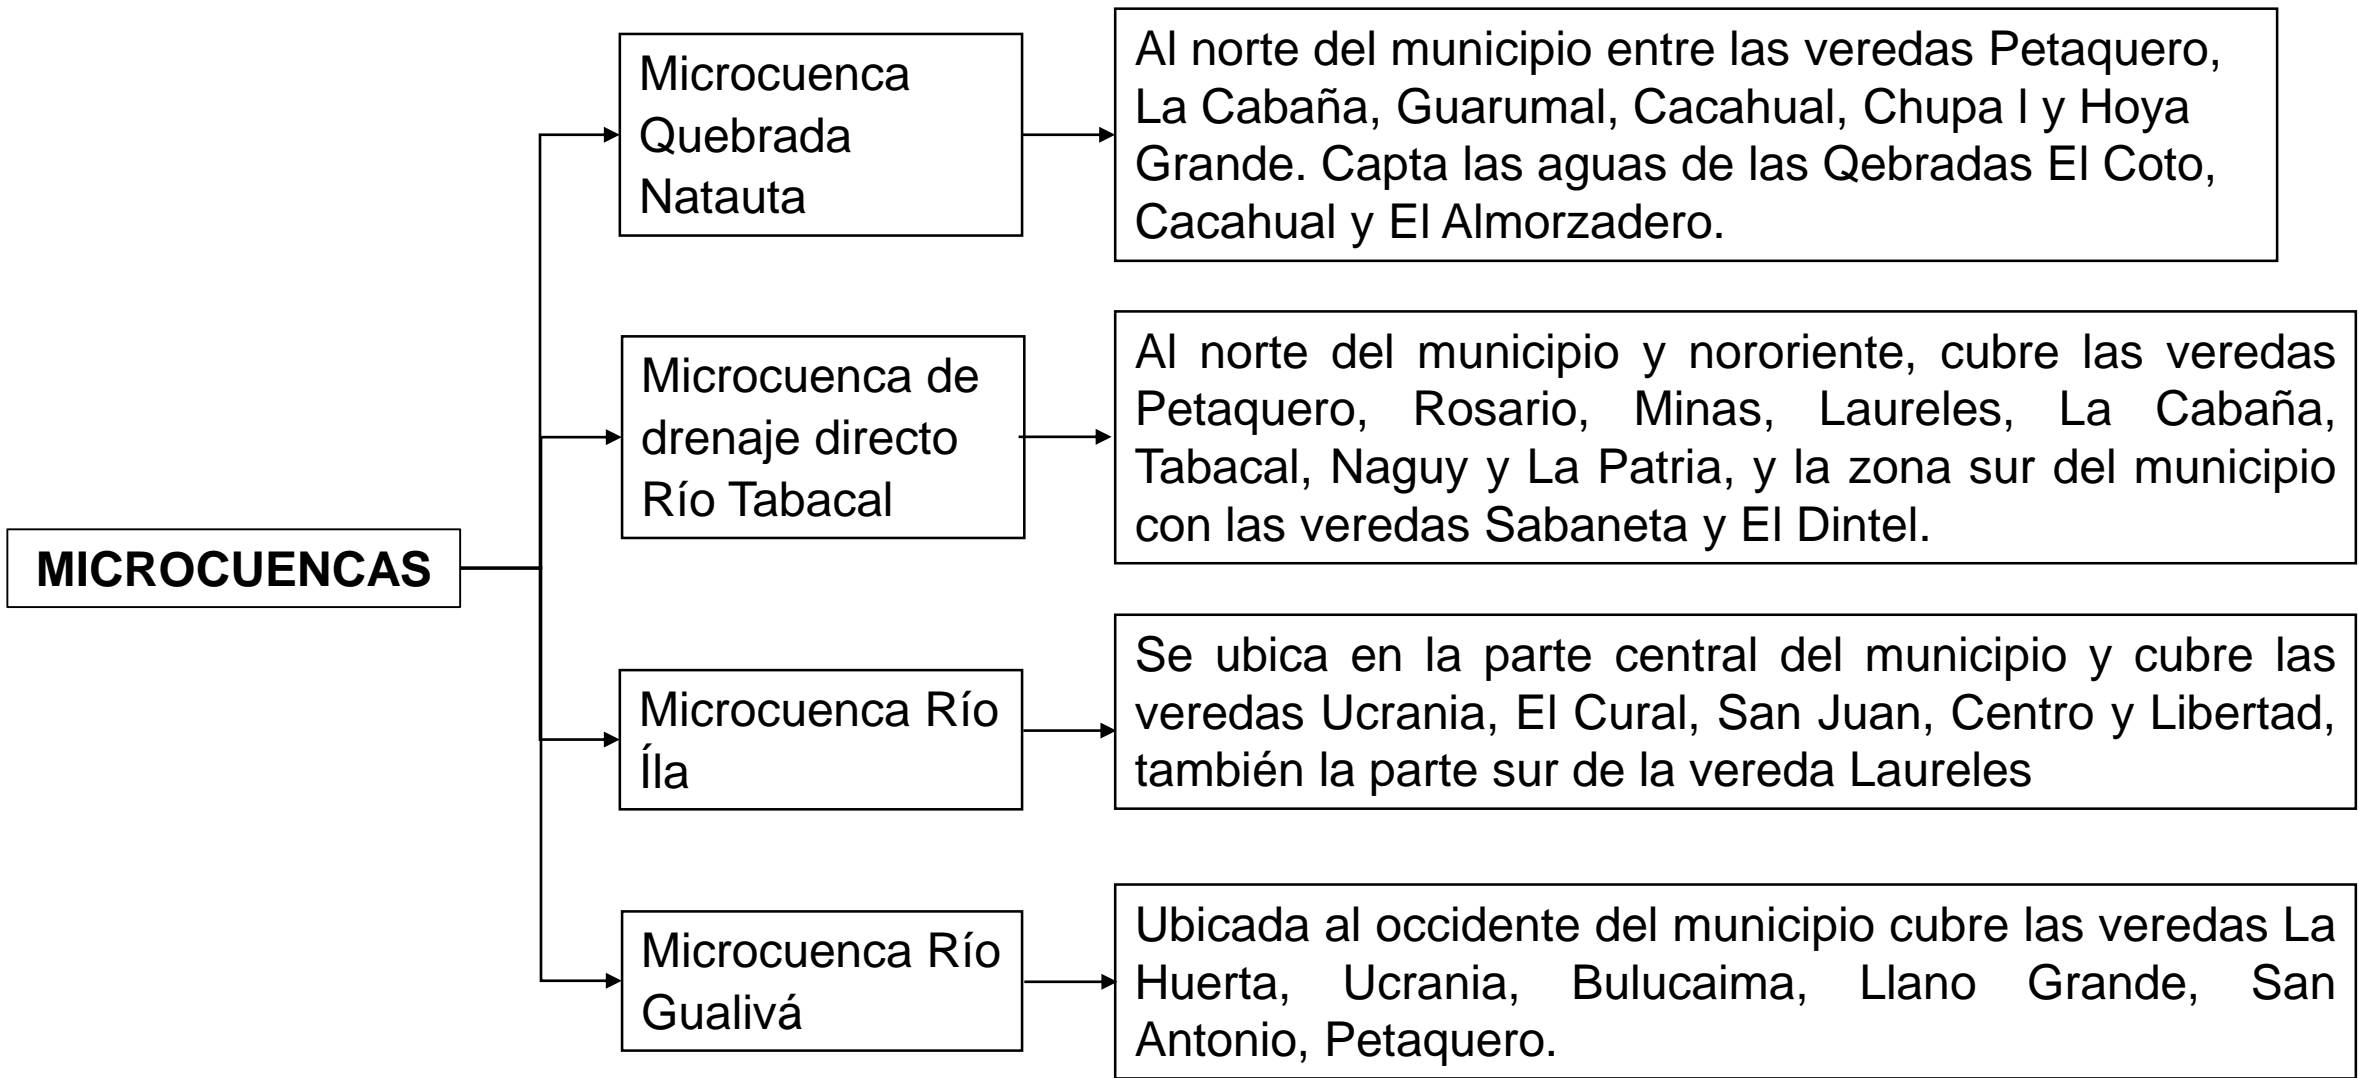 Microcuenca
Quebrada
Natauta
Al norte del municipio entre las veredas Petaquero,
La Cabaña, Guarumal, Cacahual, Chupa l y Hoya
Grande. Capta las aguas de las Qebradas El Coto,
Cacahual y El Almorzadero.
Microcuenca de
drenaje directo
Río Tabacal
Al norte del municipio y nororiente, cubre las veredas
Petaquero, Rosario, Minas, Laureles, La Cabaña,
Tabacal, Naguy y La Patria, y la zona sur del municipio
con las veredas Sabaneta y El Dintel.
MICROCUENCAS
Microcuenca Río
Íla
Se ubica en la parte central del municipio y cubre las
veredas Ucrania, El Cural, San Juan, Centro y Libertad,
también la parte sur de la vereda Laureles
Microcuenca Río
Gualivá
Ubicada al occidente del municipio cubre las veredas La
Huerta, Ucrania, Bulucaima, Llano Grande, San
Antonio, Petaquero.